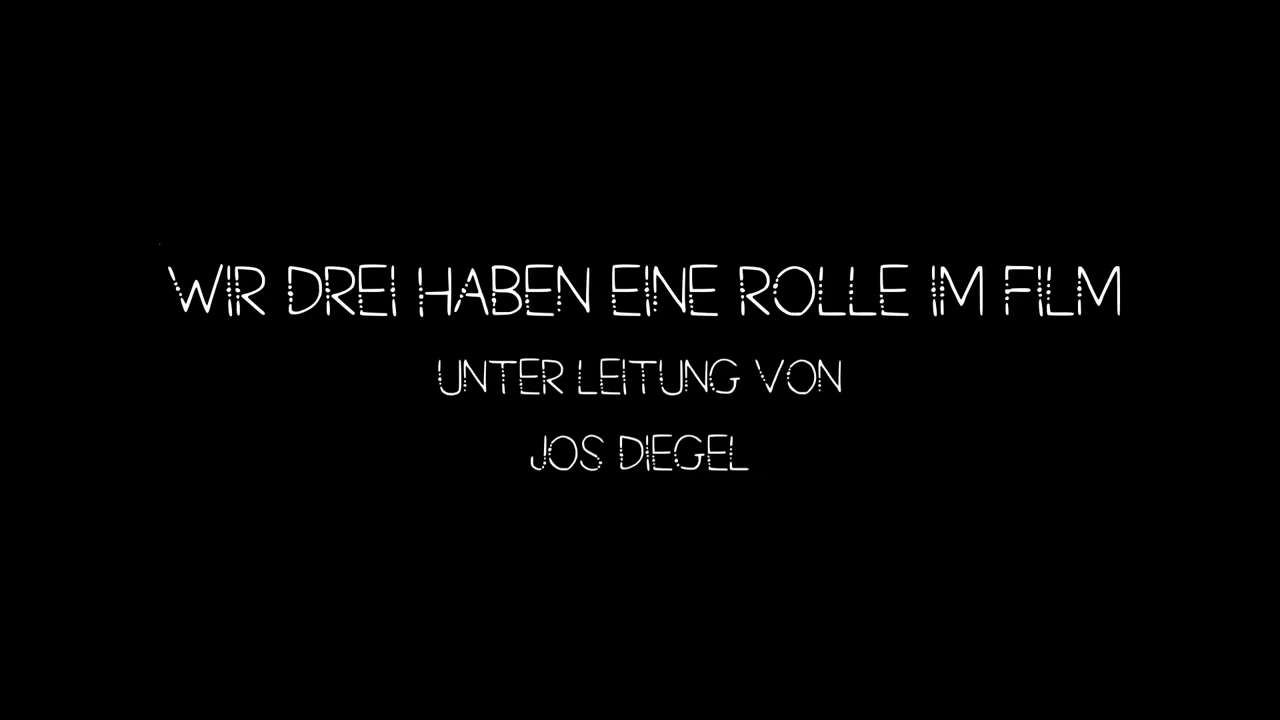 WIR DREI HABEN EINE ROLLE IM FILM
UNTER LEITUNG VON
JOS DIEGEL